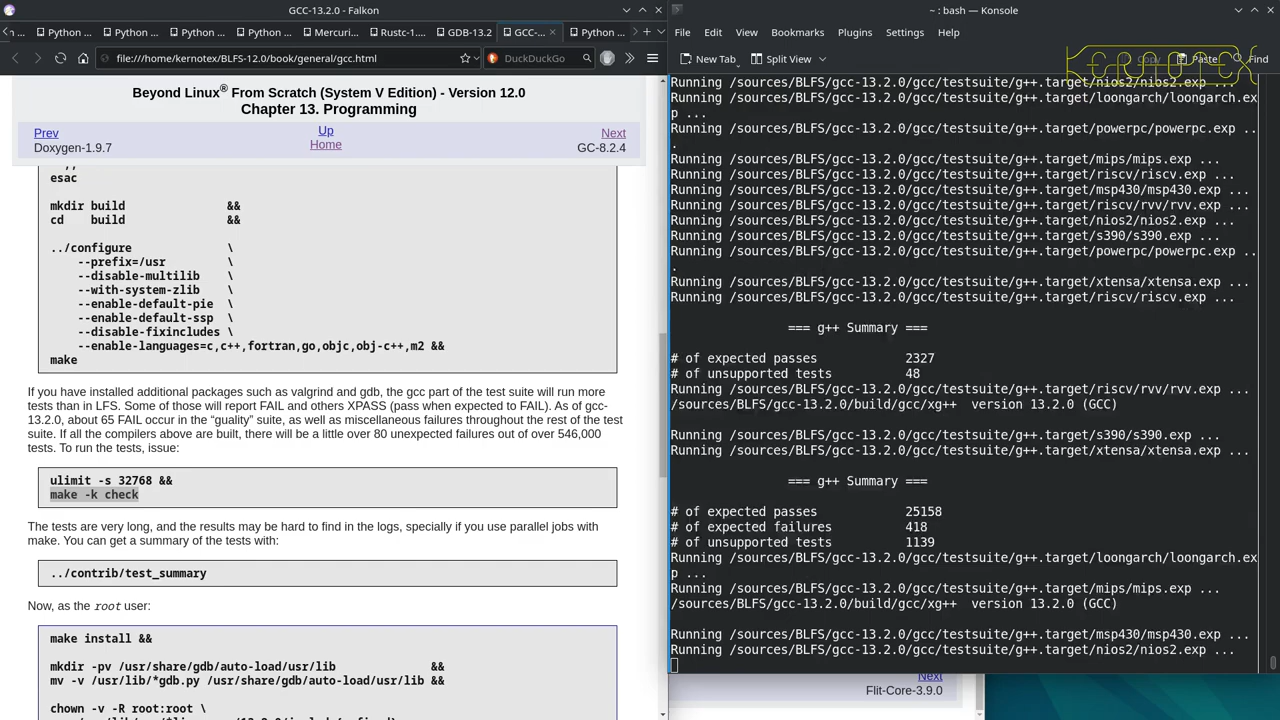 GCC-13.2.0 - Falkon
n ...
Python ...
Python ...
Python ...
Python ...
Mercuri...
Rustc-1...
GDB-13.2
GCC-...
Python ...
file:///home/kernotex/BLFS-12.0/book/general/gcc.html
DuckDuckGo
Beyond Linux® From Scratch (System V Edition) - Version 12.0
Chapter 13. Programming
Prev
Up
Next
Doxygen-1.9.7
Home
GC-8.2.4
;;
esac
mkdir build &&
cd build &&
../configure \
--prefix=/usr \
--disable-multilib \
--with-system-zlib \
--enable-default-pie \
--enable-default-ssp \
--disable-fixincludes \
--enable-languages=c,c++,fortran,go,objc,obj-c++,m2 &&
make
If you have installed additional packages such as valgrind and gdb, the gcc part of the test suite will run more
tests than in LFS. Some of those will report FAIL and others XPASS (pass when expected to FAIL). As of gcc-
13.2.0, about 65 FAIL occur in the “guality” suite, as well as miscellaneous failures throughout the rest of the test
suite. If all the compilers above are built, there will be a little over 80 unexpected failures out of over 546,000
tests. To run the tests, issue:
ulimit -s 32768 &&
make -k check
The tests are very long, and the results may be hard to find in the logs, specially if you use parallel jobs with
make. You can get a summary of the tests with:
../contrib/test_summary
Now, as the root user:
make install &&
mkdir -pv /usr/share/gdb/auto-load/usr/lib &&
mv -v /usr/lib/*gdb.py /usr/share/gdb/auto-load/usr/lib &&
chown -v -R root:root \
~ : bash — Konsole
File Edit View Bookmarks Plugins Settings Help
New Tab
Split View
Copy
Paste
Find
KERNOTEX
Running /sources/BLFS/gcc-13.2.0/gcc/testsuite/g++.target/nios2/nios2.exp ...
Running /sources/BLFS/gcc-13.2.0/gcc/testsuite/g++.target/loongarch/loongarch.ex
p ...
Running /sources/BLFS/gcc-13.2.0/gcc/testsuite/g++.target/powerpc/powerpc.exp ..
.
Running /sources/BLFS/gcc-13.2.0/gcc/testsuite/g++.target/mips/mips.exp ...
Running /sources/BLFS/gcc-13.2.0/gcc/testsuite/g++.target/riscv/riscv.exp ...
Running /sources/BLFS/gcc-13.2.0/gcc/testsuite/g++.target/msp430/msp430.exp ...
Running /sources/BLFS/gcc-13.2.0/gcc/testsuite/g++.target/riscv/rvv/rvv.exp ...
Running /sources/BLFS/gcc-13.2.0/gcc/testsuite/g++.target/nios2/nios2.exp ...
Running /sources/BLFS/gcc-13.2.0/gcc/testsuite/g++.target/s390/s390.exp ...
Running /sources/BLFS/gcc-13.2.0/gcc/testsuite/g++.target/powerpc/powerpc.exp ..
.
Running /sources/BLFS/gcc-13.2.0/gcc/testsuite/g++.target/xtensa/xtensa.exp ...
Running /sources/BLFS/gcc-13.2.0/gcc/testsuite/g++.target/riscv/riscv.exp ...
=== g++ Summary ===
# of expected passes 2327
# of unsupported tests 48
Running /sources/BLFS/gcc-13.2.0/gcc/testsuite/g++.target/riscv/rvv/rvv.exp ...
/sources/BLFS/gcc-13.2.0/build/gcc/xg++ version 13.2.0 (GCC)
Running /sources/BLFS/gcc-13.2.0/gcc/testsuite/g++.target/s390/s390.exp ...
Running /sources/BLFS/gcc-13.2.0/gcc/testsuite/g++.target/xtensa/xtensa.exp ...
=== g++ Summary ===
# of expected passes 25158
# of expected failures 418
# of unsupported tests 1139
Running /sources/BLFS/gcc-13.2.0/gcc/testsuite/g++.target/loongarch/loongarch.ex
p ...
Running /sources/BLFS/gcc-13.2.0/gcc/testsuite/g++.target/mips/mips.exp ...
/sources/BLFS/gcc-13.2.0/build/gcc/xg++ version 13.2.0 (GCC)
Running /sources/BLFS/gcc-13.2.0/gcc/testsuite/g++.target/msp430/msp430.exp ...
Running /sources/BLFS/gcc-13.2.0/gcc/testsuite/g++.target/nios2/nios2.exp ...
Next
Flit-Core-3.9.0